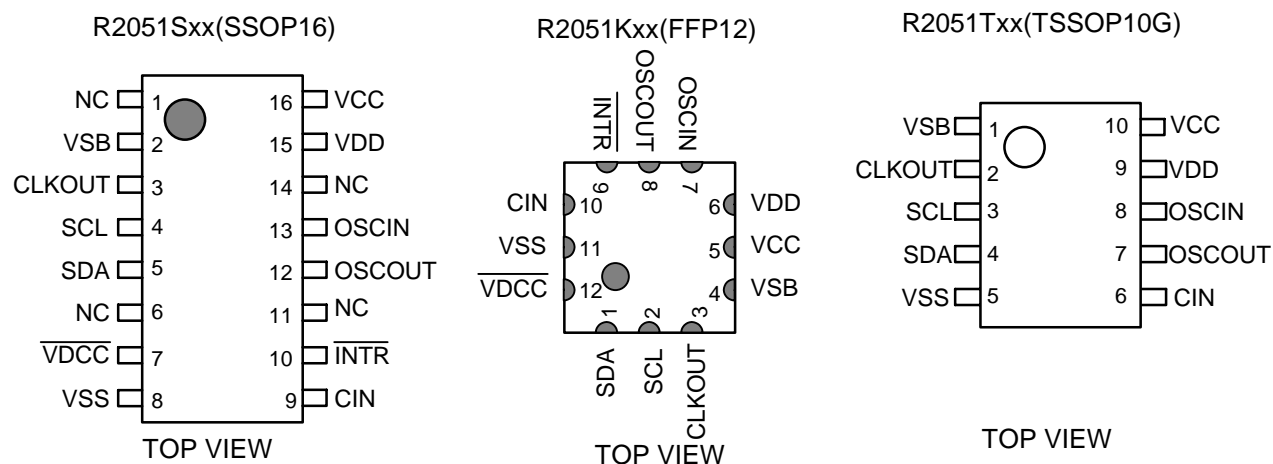 R2051Sxx(SSOP16)
NC 1 16 VCC
VSB 2 15 VDD
CLKOUT 3 14 NC
SCL 4 13 OSCIN
SDA 5 12 OSCOUT
NC 6 11 NC
VDCC 7 10 INTR
VSS 8 9 CIN
TOP VIEW
R2051Kxx(FFP12)
INTR OSCOUT OSCIN
9 8 7
CIN 10 6 VDD
VSS 11 5 VCC
VDCC 12 4 VSB
1 2 3
SDA SCL CLKOUT
TOP VIEW
R2051Txx(TSSOP10G)
VSB 1 10 VCC
CLKOUT 2 9 VDD
SCL 3 8 OSCIN
SDA 4 7 OSCOUT
VSS 5 6 CIN
TOP VIEW